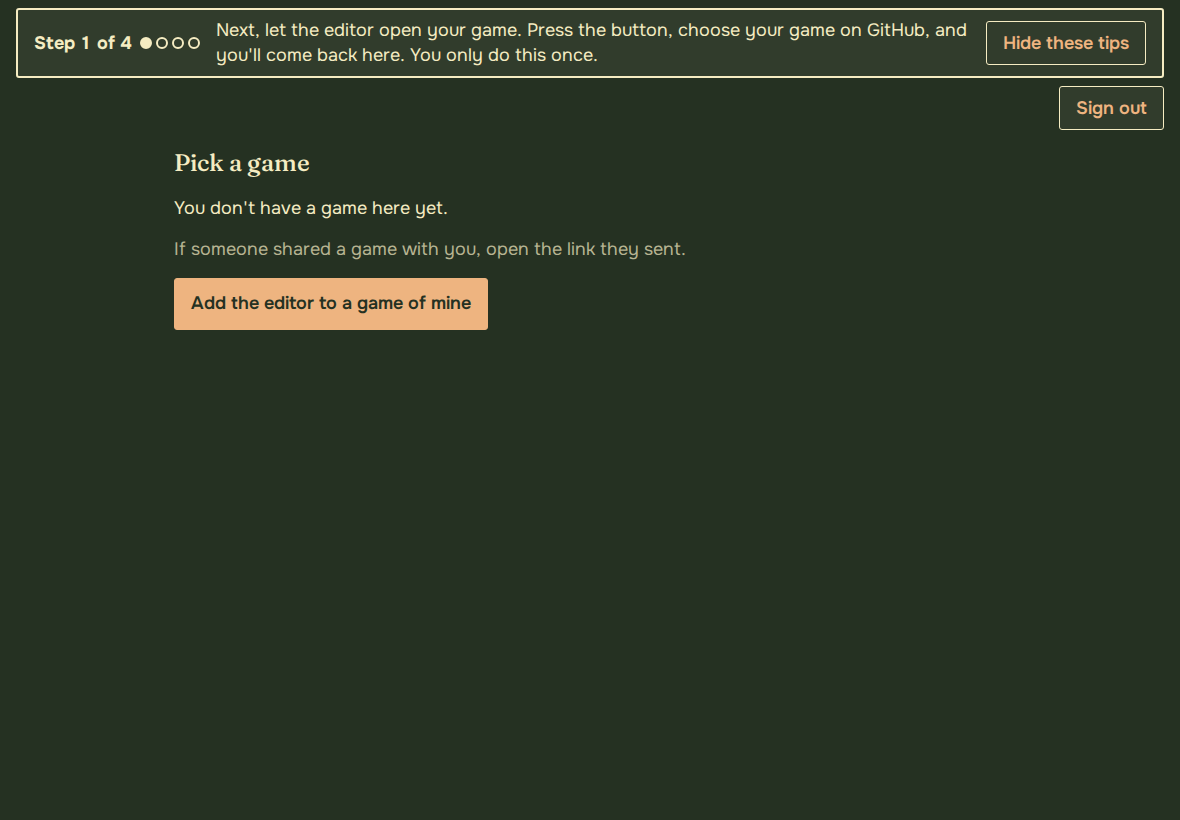 Step 1 of 4
Next, let the editor open your game. Press the button, choose your game on GitHub, and
you'll come back here. You only do this once.
Hide these tips
Sign out
Pick a game
You don't have a game here yet.
If someone shared a game with you, open the link they sent.
Add the editor to a game of mine